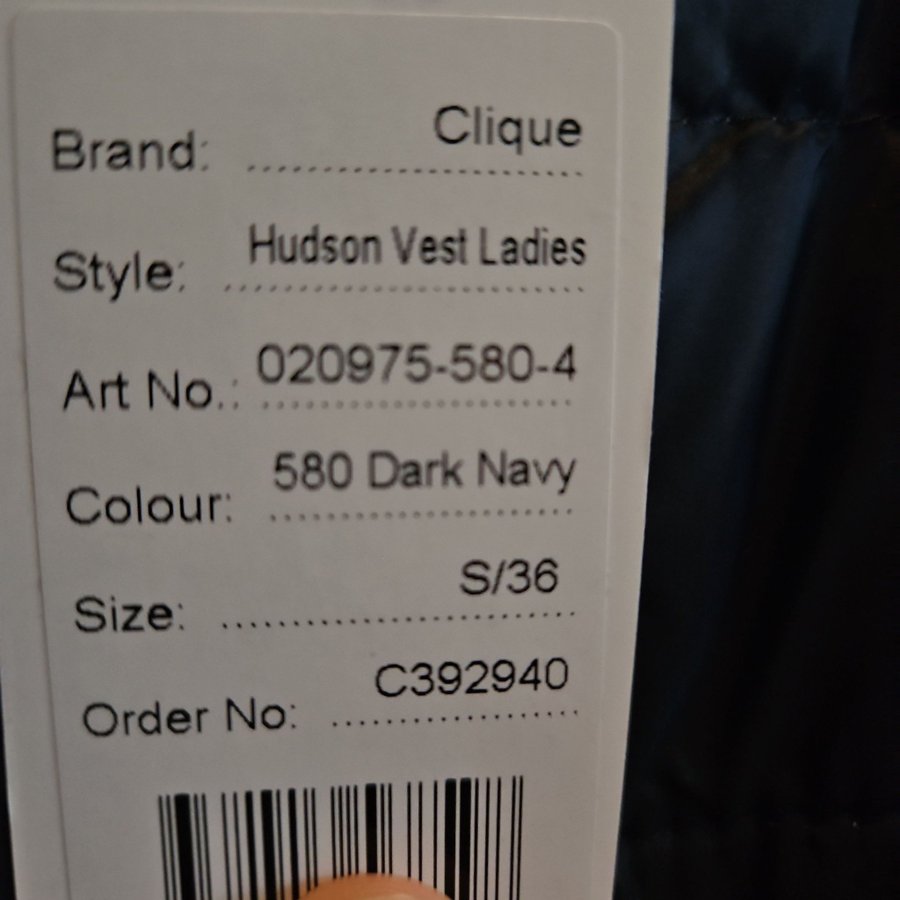 Brand: Clique
Style: Hudson Vest Ladies
Art No.: 020975-580-4
Colour: 580 Dark Navy
Size: S/36
Order No: C392940